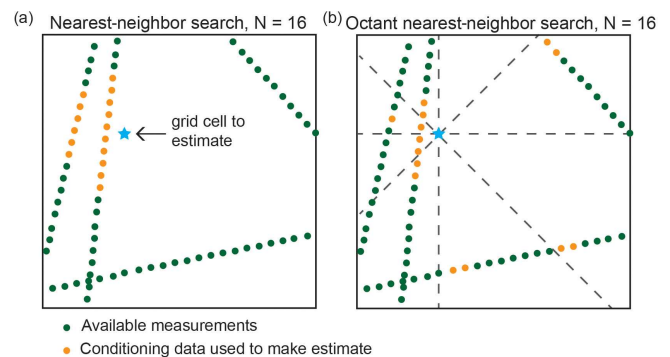 (a) Nearest-neighbor search, N = 16
(b) Octant nearest-neighbor search, N = 16
grid cell to
estimate
Available measurements
Conditioning data used to make estimate